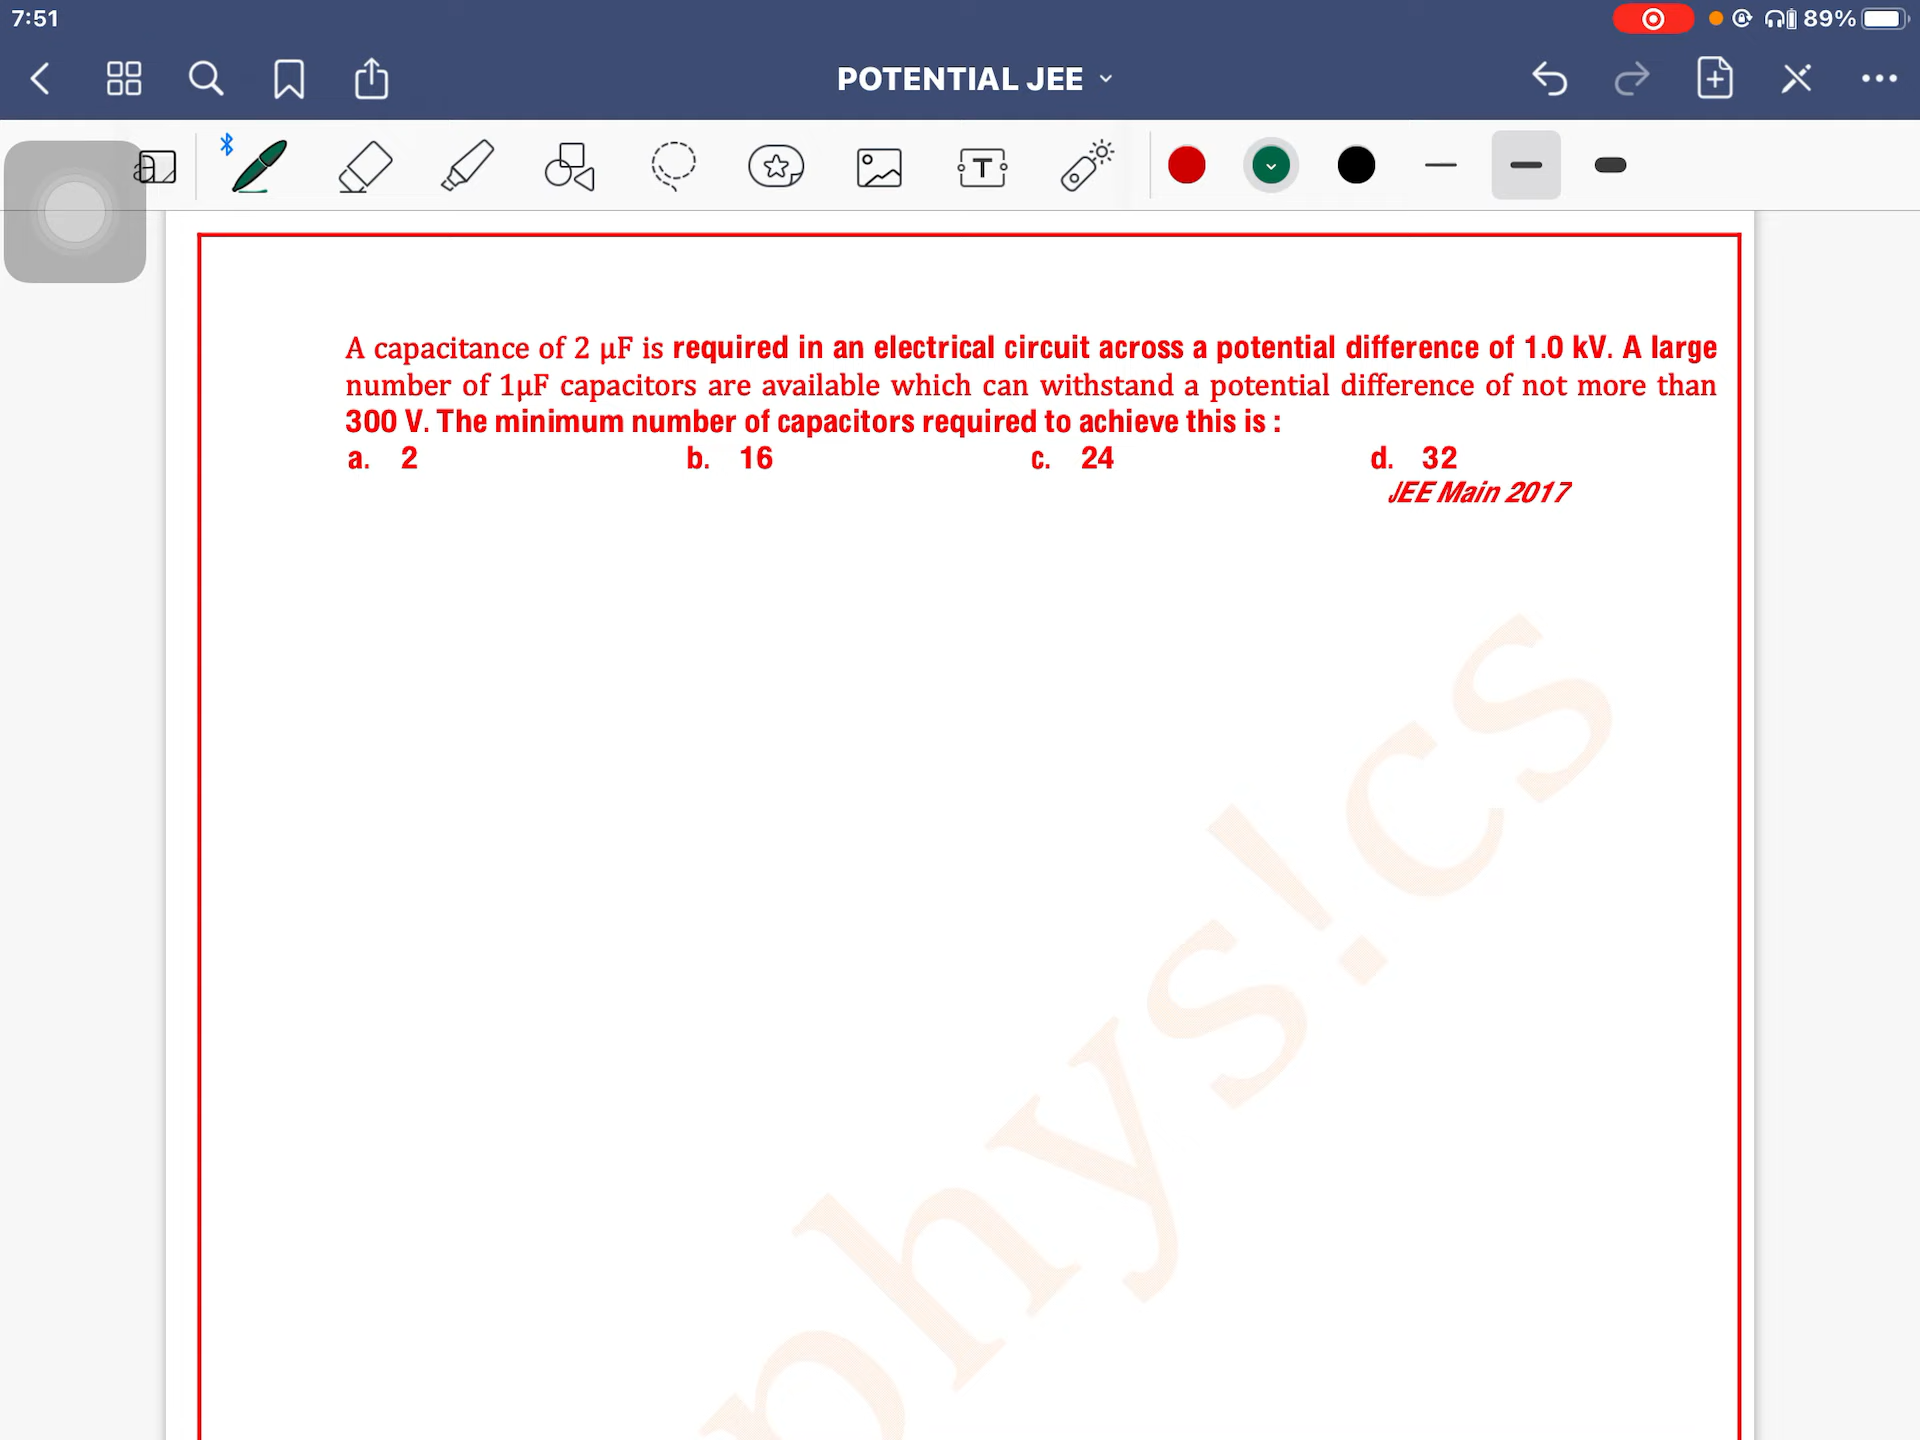 7:51
89%
POTENTIAL JEE
A capacitance of 2 μF is required in an electrical circuit across a potential difference of 1.0 kV. A large
number of 1μF capacitors are available which can withstand a potential difference of not more than
300 V. The minimum number of capacitors required to achieve this is :
a. 2 b. 16 c. 24 d. 32
JEE Main 2017
phys!cs